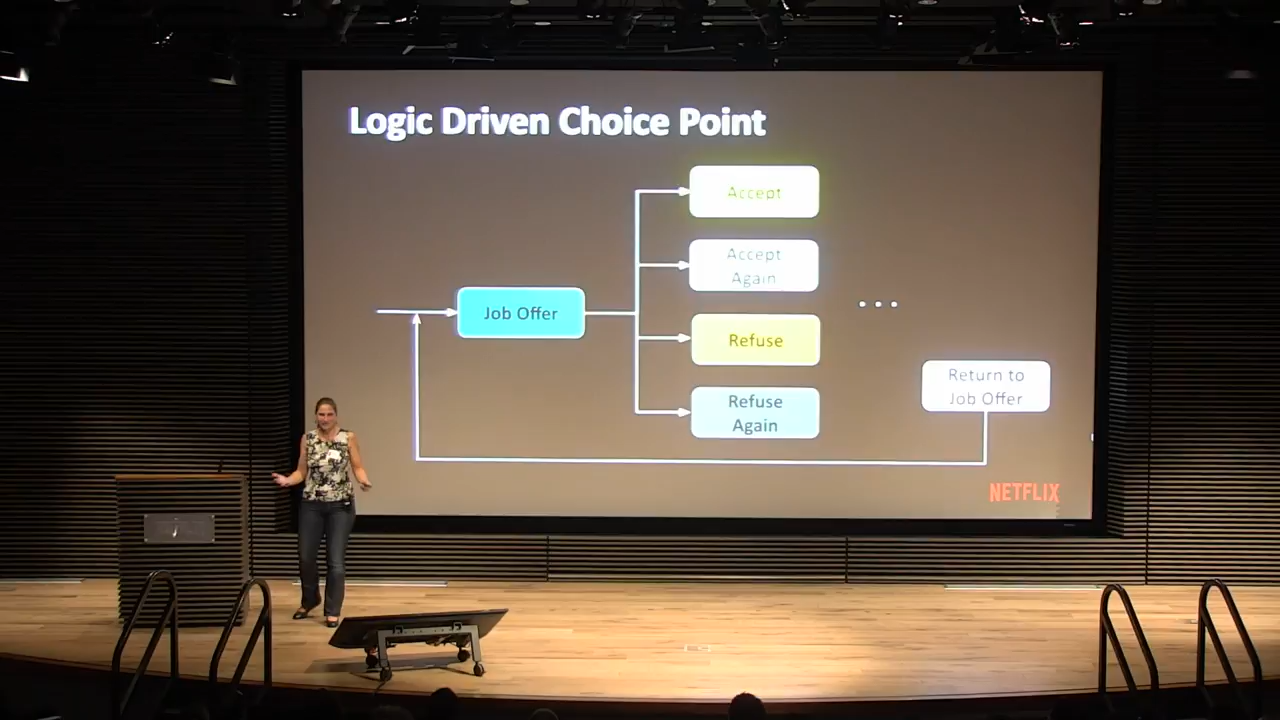 Logic Driven Choice Point
Accept
Accept
Again
Job Offer
Refuse
Refuse
Again
...
Return to
Job Offer
NETFLIX